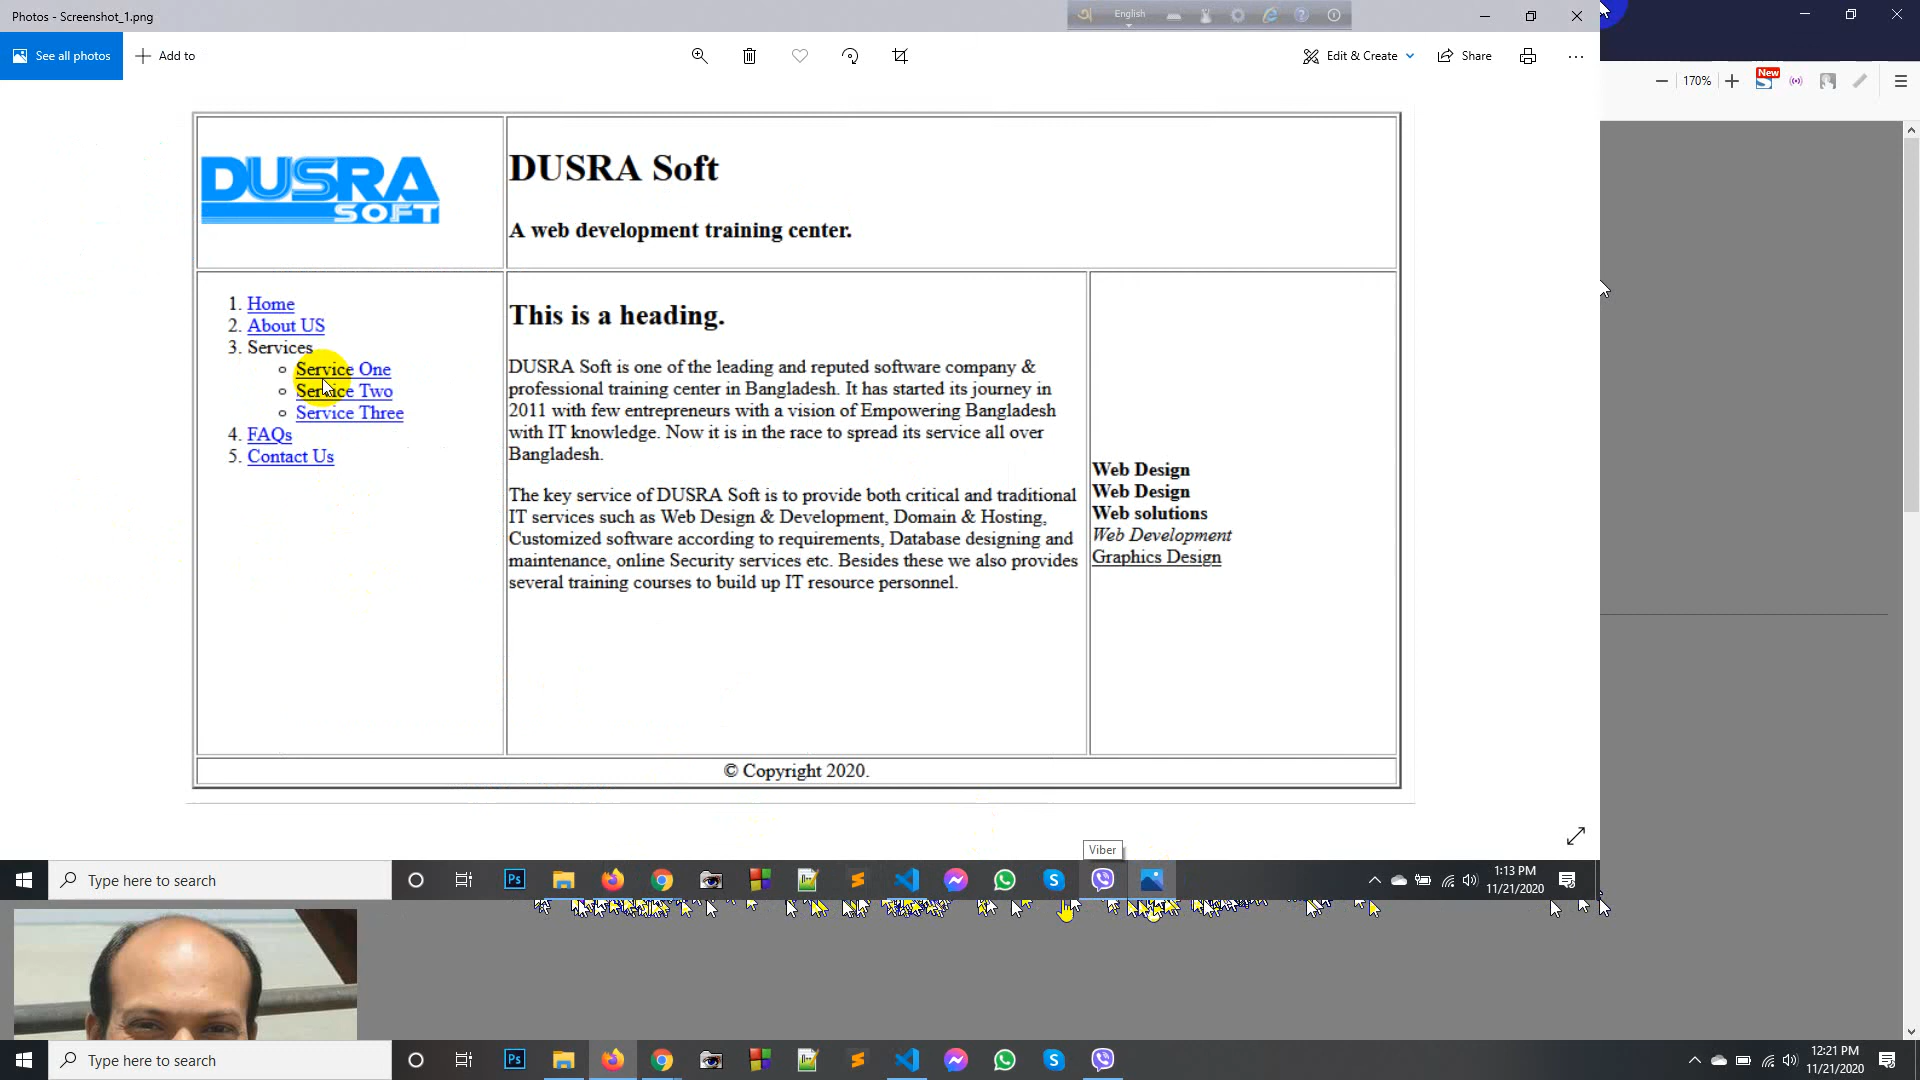 Photos - Screenshot_1.png
English
See all photos
Add to
Edit & Create
Share
170%
New
DUSRA
SOFT
DUSRA Soft
A web development training center.
1. Home
2. About US
3. Services
Service One
Service Two
Service Three
4. FAQs
5. Contact Us
This is a heading.
DUSRA Soft is one of the leading and reputed software company &
professional training center in Bangladesh. It has started its journey in
2011 with few entrepreneurs with a vision of Empowering Bangladesh
with IT knowledge. Now it is in the race to spread its service all over
Bangladesh.
The key service of DUSRA Soft is to provide both critical and traditional
IT services such as Web Design & Development, Domain & Hosting,
Customized software according to requirements, Database designing and
maintenance, online Security services etc. Besides these we also provides
several training courses to build up IT resource personnel.
Web Design
Web Design
Web solutions
Web Development
Graphics Design
© Copyright 2020.
Viber
Type here to search
Ps
1:13 PM
11/21/2020
Type here to search
Ps
12:21 PM
11/21/2020